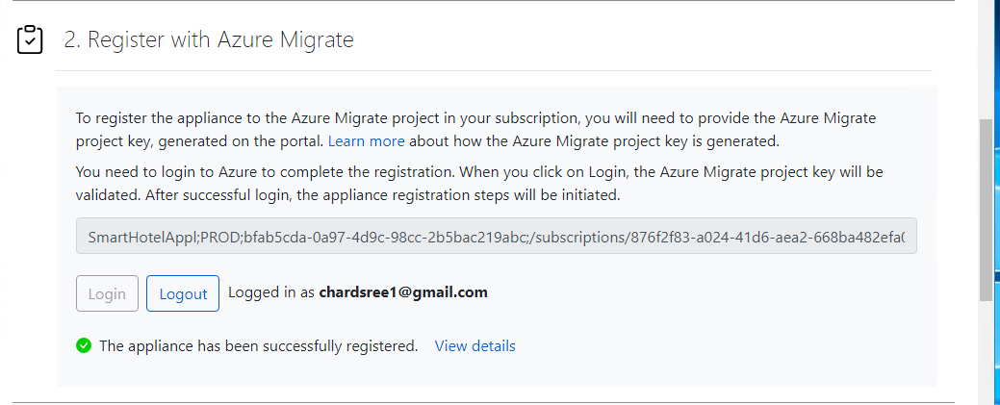 2. Register with Azure Migrate
To register the appliance to the Azure Migrate project in your subscription, you will need to provide the Azure Migrate
project key, generated on the portal. Learn more about how the Azure Migrate project key is generated.
You need to login to Azure to complete the registration. When you click on Login, the Azure Migrate project key will be
validated. After successful login, the appliance registration steps will be initiated.
SmartHotelAppl;PROD;bfab5cda-0a97-4d9c-98cc-2b5bac219abc;/subscriptions/876f2f83-a024-41d6-aea2-668ba482efa0
Login Logout Logged in as chardsree1@gmail.com
The appliance has been successfully registered. View details